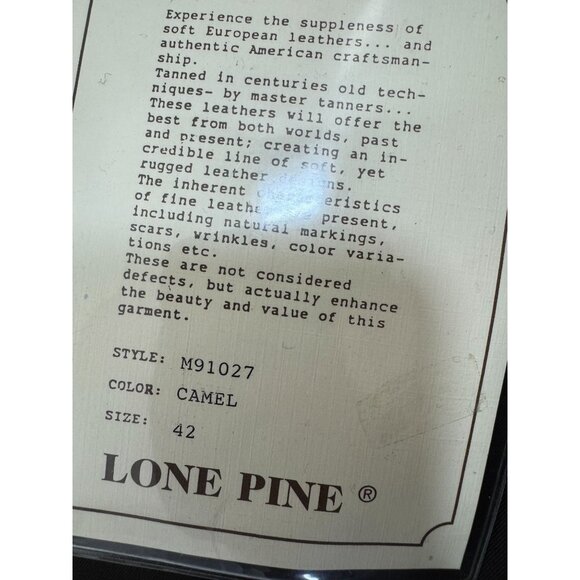 Experience the suppleness of
soft European leathers... and
authentic American craftsman-
ship.
Tanned in centuries old tech-
niques- by master tanners...
These leathers will offer the
best from both worlds, past
and present; creating an in-
credible line of soft, yet
rugged leather designs.
The inherent characteristics
of fine leather present,
including natural markings,
scars, wrinkles, color varia-
tions etc.
These are not considered
defects, but actually enhance
the beauty and value of this
garment.
STYLE: M91027
COLOR: CAMEL
SIZE: 42
LONE PINE ®